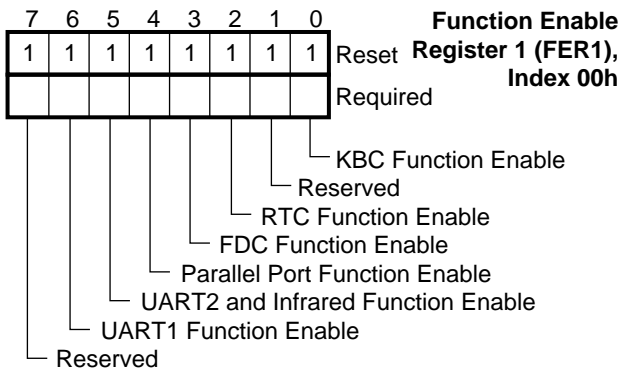 7 6 5 4 3 2 1 0
Function Enable
Register 1 (FER1),
Index 00h
1 1 1 1 1 1 1 1 Reset
Required
KBC Function Enable
Reserved
RTC Function Enable
FDC Function Enable
Parallel Port Function Enable
UART2 and Infrared Function Enable
UART1 Function Enable
Reserved